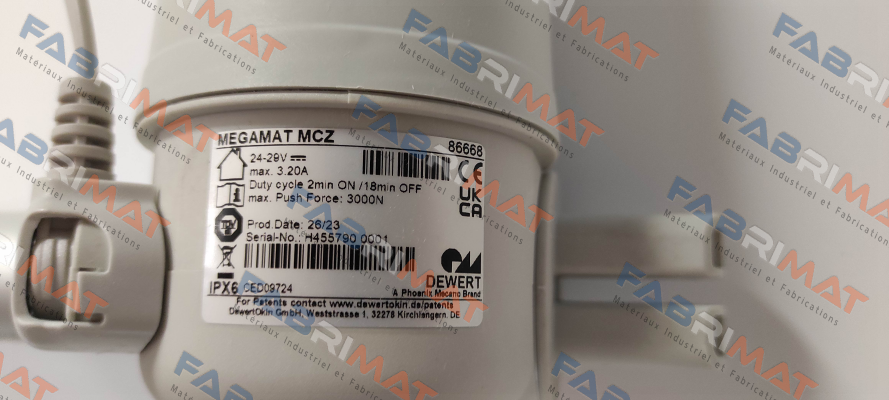 MEGAMAT MCZ
86668
24-29V
max. 3.20A
Duty cycle 2min ON /18min OFF
max. Push Force: 3000N
CE
UK
CA
Prod.Date: 26/23
Serial-No.: H455790 0001
DEWERT
A Phoenix Mecano Brand
IPX6 CED09724
For Patents contact www.dewertokin.de/patents
DewertOkin GmbH, Weststrasse 1, 32278 Kirchlengern. DE
FABRIMAT
Materiaux Industriel et Fabrications